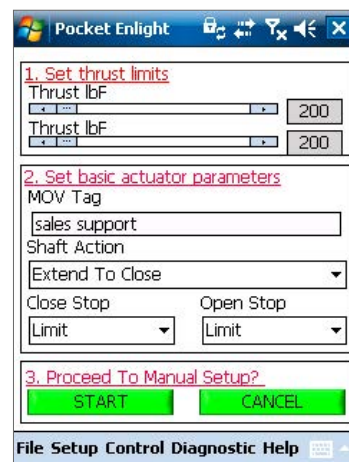 Pocket Enlight
1. Set thrust limits
Thrust lbF
200
Thrust lbF
200
2. Set basic actuator parameters
MOV Tag
sales support
Shaft Action
Extend To Close
Close Stop Open Stop
Limit Limit
3. Proceed To Manual Setup?
START CANCEL
File Setup Control Diagnostic Help